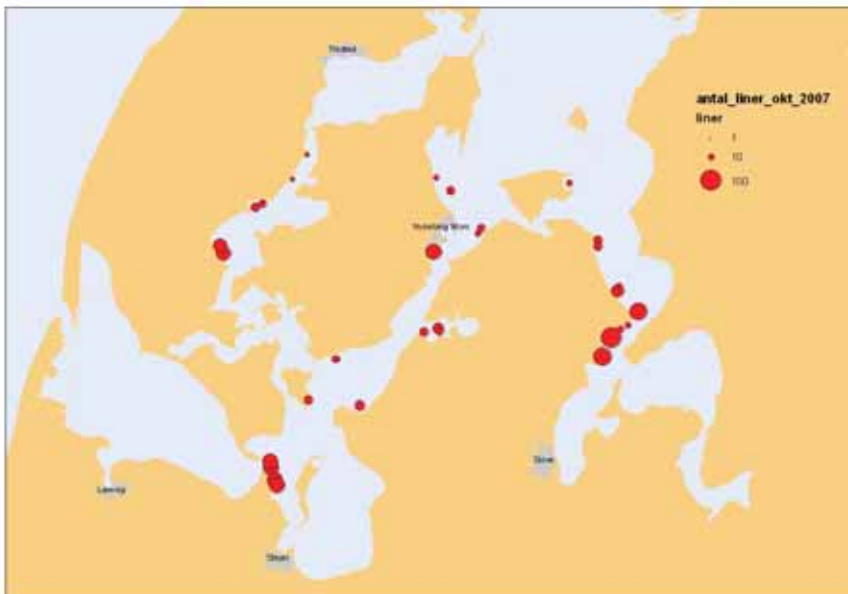 Thisted
antal_liner_okt_2007
liner
1
10
100
Nykøbing Mors
Skive
Lemvig
Struer